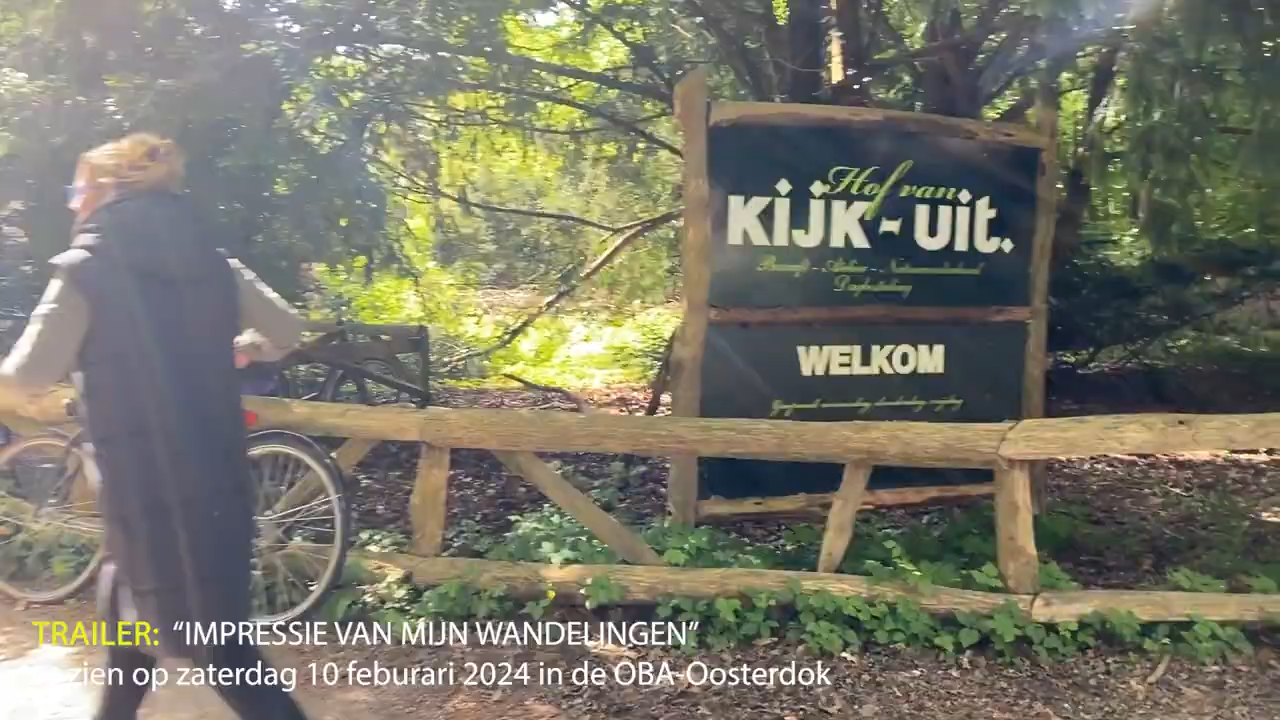 Hof van
KIJK-UIT.
WELKOM
TRAILER: “IMPRESSIE VAN MIJN WANDELINGEN”
zien op zaterdag 10 feburari 2024 in de OBA-Oosterdok